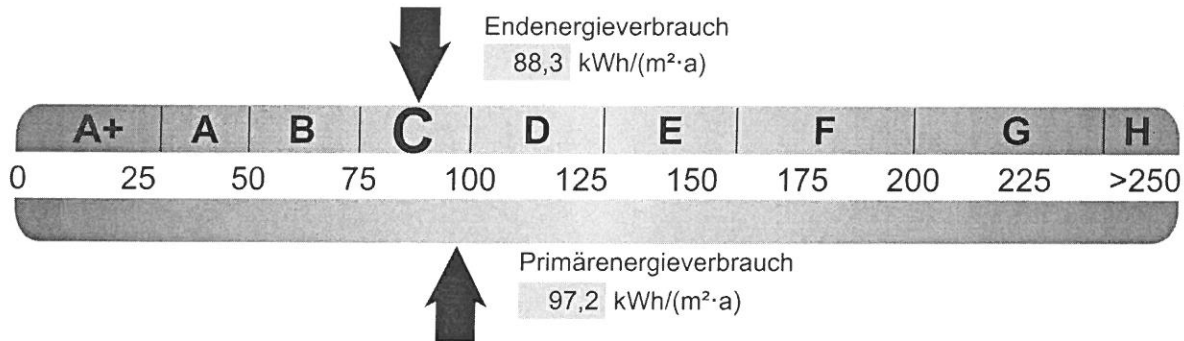 Endenergieverbrauch
88,3 kWh/(m²·a)
A+ A B C D E F G H
0 25 50 75 100 125 150 175 200 225 >250
Primärenergieverbrauch
97,2 kWh/(m²·a)